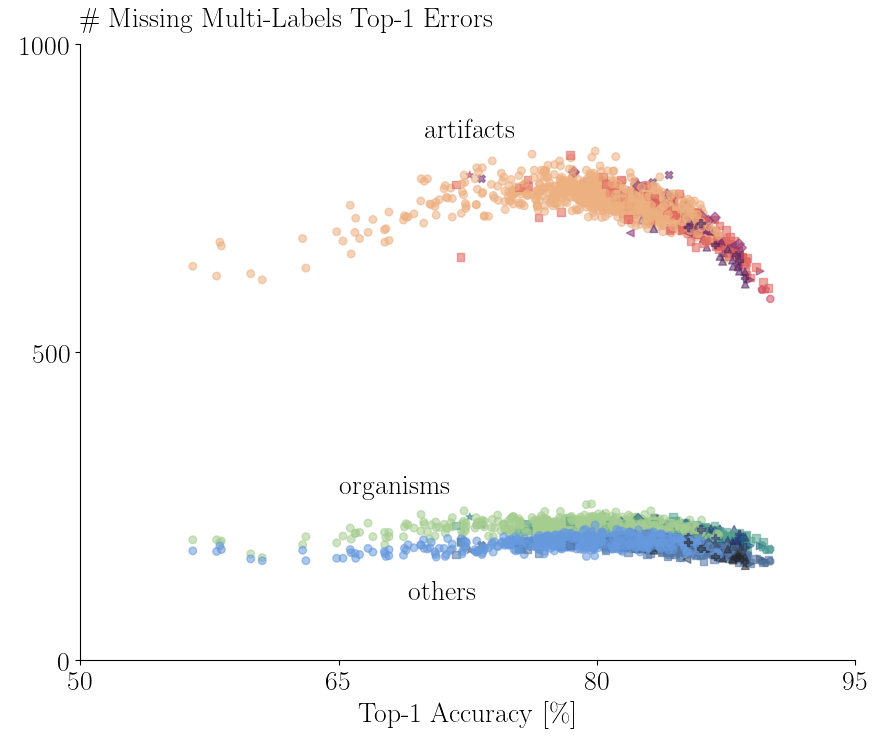 # Missing Multi-Labels Top-1 Errors
1000
artifacts
500
organisms
others
0
50 65 80 95
Top-1 Accuracy [%]